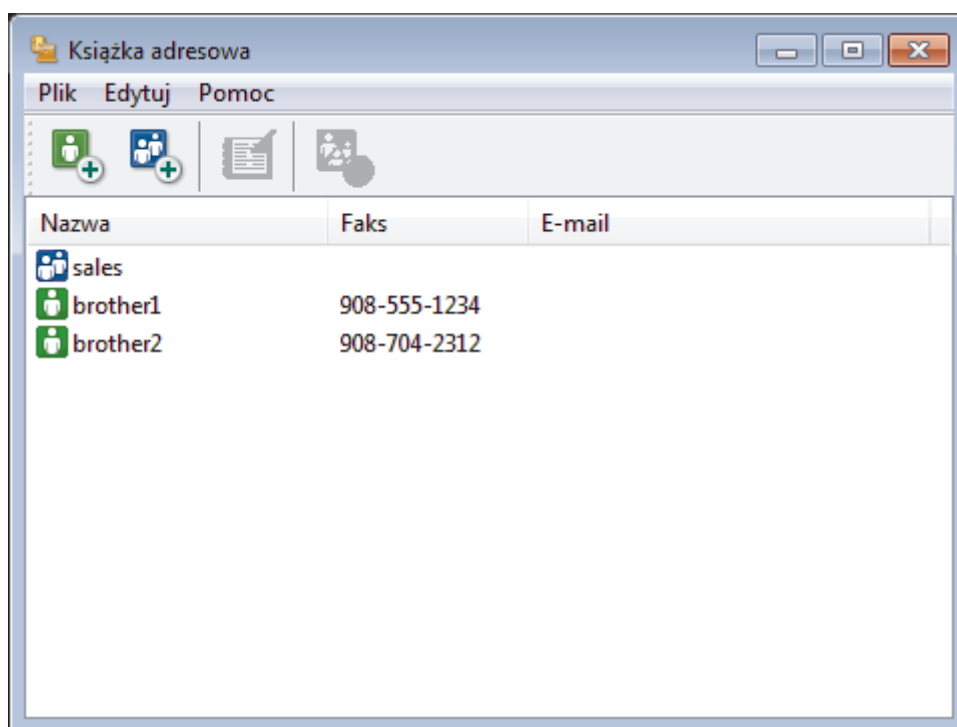 Książka adresowa
Plik Edytuj Pomoc
Nazwa Faks E-mail
sales
brother1 908-555-1234
brother2 908-704-2312